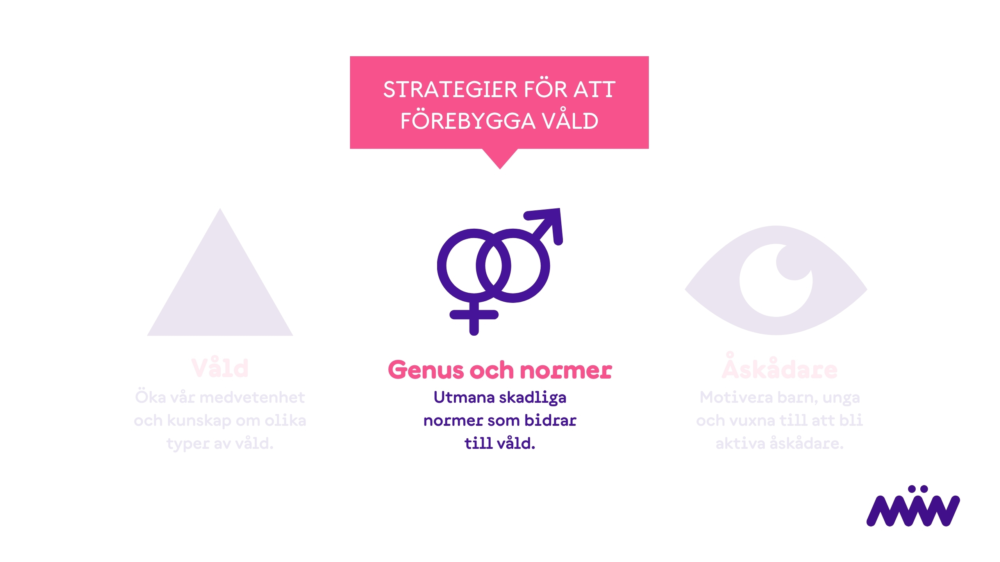 STRATEGIER FÖR ATT
FÖREBYGGA VÅLD
Våld
Öka vår medvetenhet
och kunskap om olika
typer av våld.
Genus och normer
Utmana skadliga
normer som bidrar
till våld.
Åskådare
Motivera barn, unga
och vuxna till att bli
aktiva åskådare.
MÄN